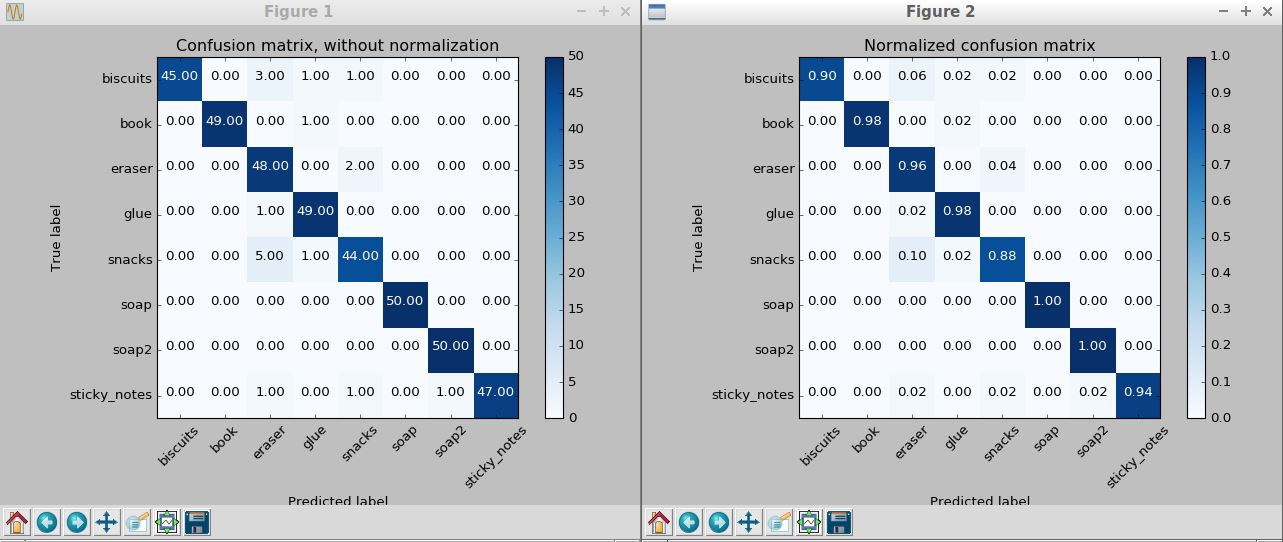 Figure 1
Confusion matrix, without normalization
biscuits 45.00 0.00 3.00 1.00 1.00 0.00 0.00 0.00
book 0.00 49.00 0.00 1.00 0.00 0.00 0.00 0.00
eraser 0.00 0.00 48.00 0.00 2.00 0.00 0.00 0.00
glue 0.00 0.00 1.00 49.00 0.00 0.00 0.00 0.00
snacks 0.00 0.00 5.00 1.00 44.00 0.00 0.00 0.00
soap 0.00 0.00 0.00 0.00 0.00 50.00 0.00 0.00
soap2 0.00 0.00 0.00 0.00 0.00 0.00 50.00 0.00
sticky_notes 0.00 0.00 1.00 0.00 1.00 0.00 1.00 47.00
True label
biscuits book eraser glue snacks soap soap2 sticky_notes
Predicted label
50
45
40
35
30
25
20
15
10
5
0
Figure 2
Normalized confusion matrix
biscuits 0.90 0.00 0.06 0.02 0.02 0.00 0.00 0.00
book 0.00 0.98 0.00 0.02 0.00 0.00 0.00 0.00
eraser 0.00 0.00 0.96 0.00 0.04 0.00 0.00 0.00
glue 0.00 0.00 0.02 0.98 0.00 0.00 0.00 0.00
snacks 0.00 0.00 0.10 0.02 0.88 0.00 0.00 0.00
soap 0.00 0.00 0.00 0.00 0.00 1.00 0.00 0.00
soap2 0.00 0.00 0.00 0.00 0.00 0.00 1.00 0.00
sticky_notes 0.00 0.00 0.02 0.00 0.02 0.00 0.02 0.94
True label
biscuits book eraser glue snacks soap soap2 sticky_notes
Predicted label
1.0
0.9
0.8
0.7
0.6
0.5
0.4
0.3
0.2
0.1
0.0